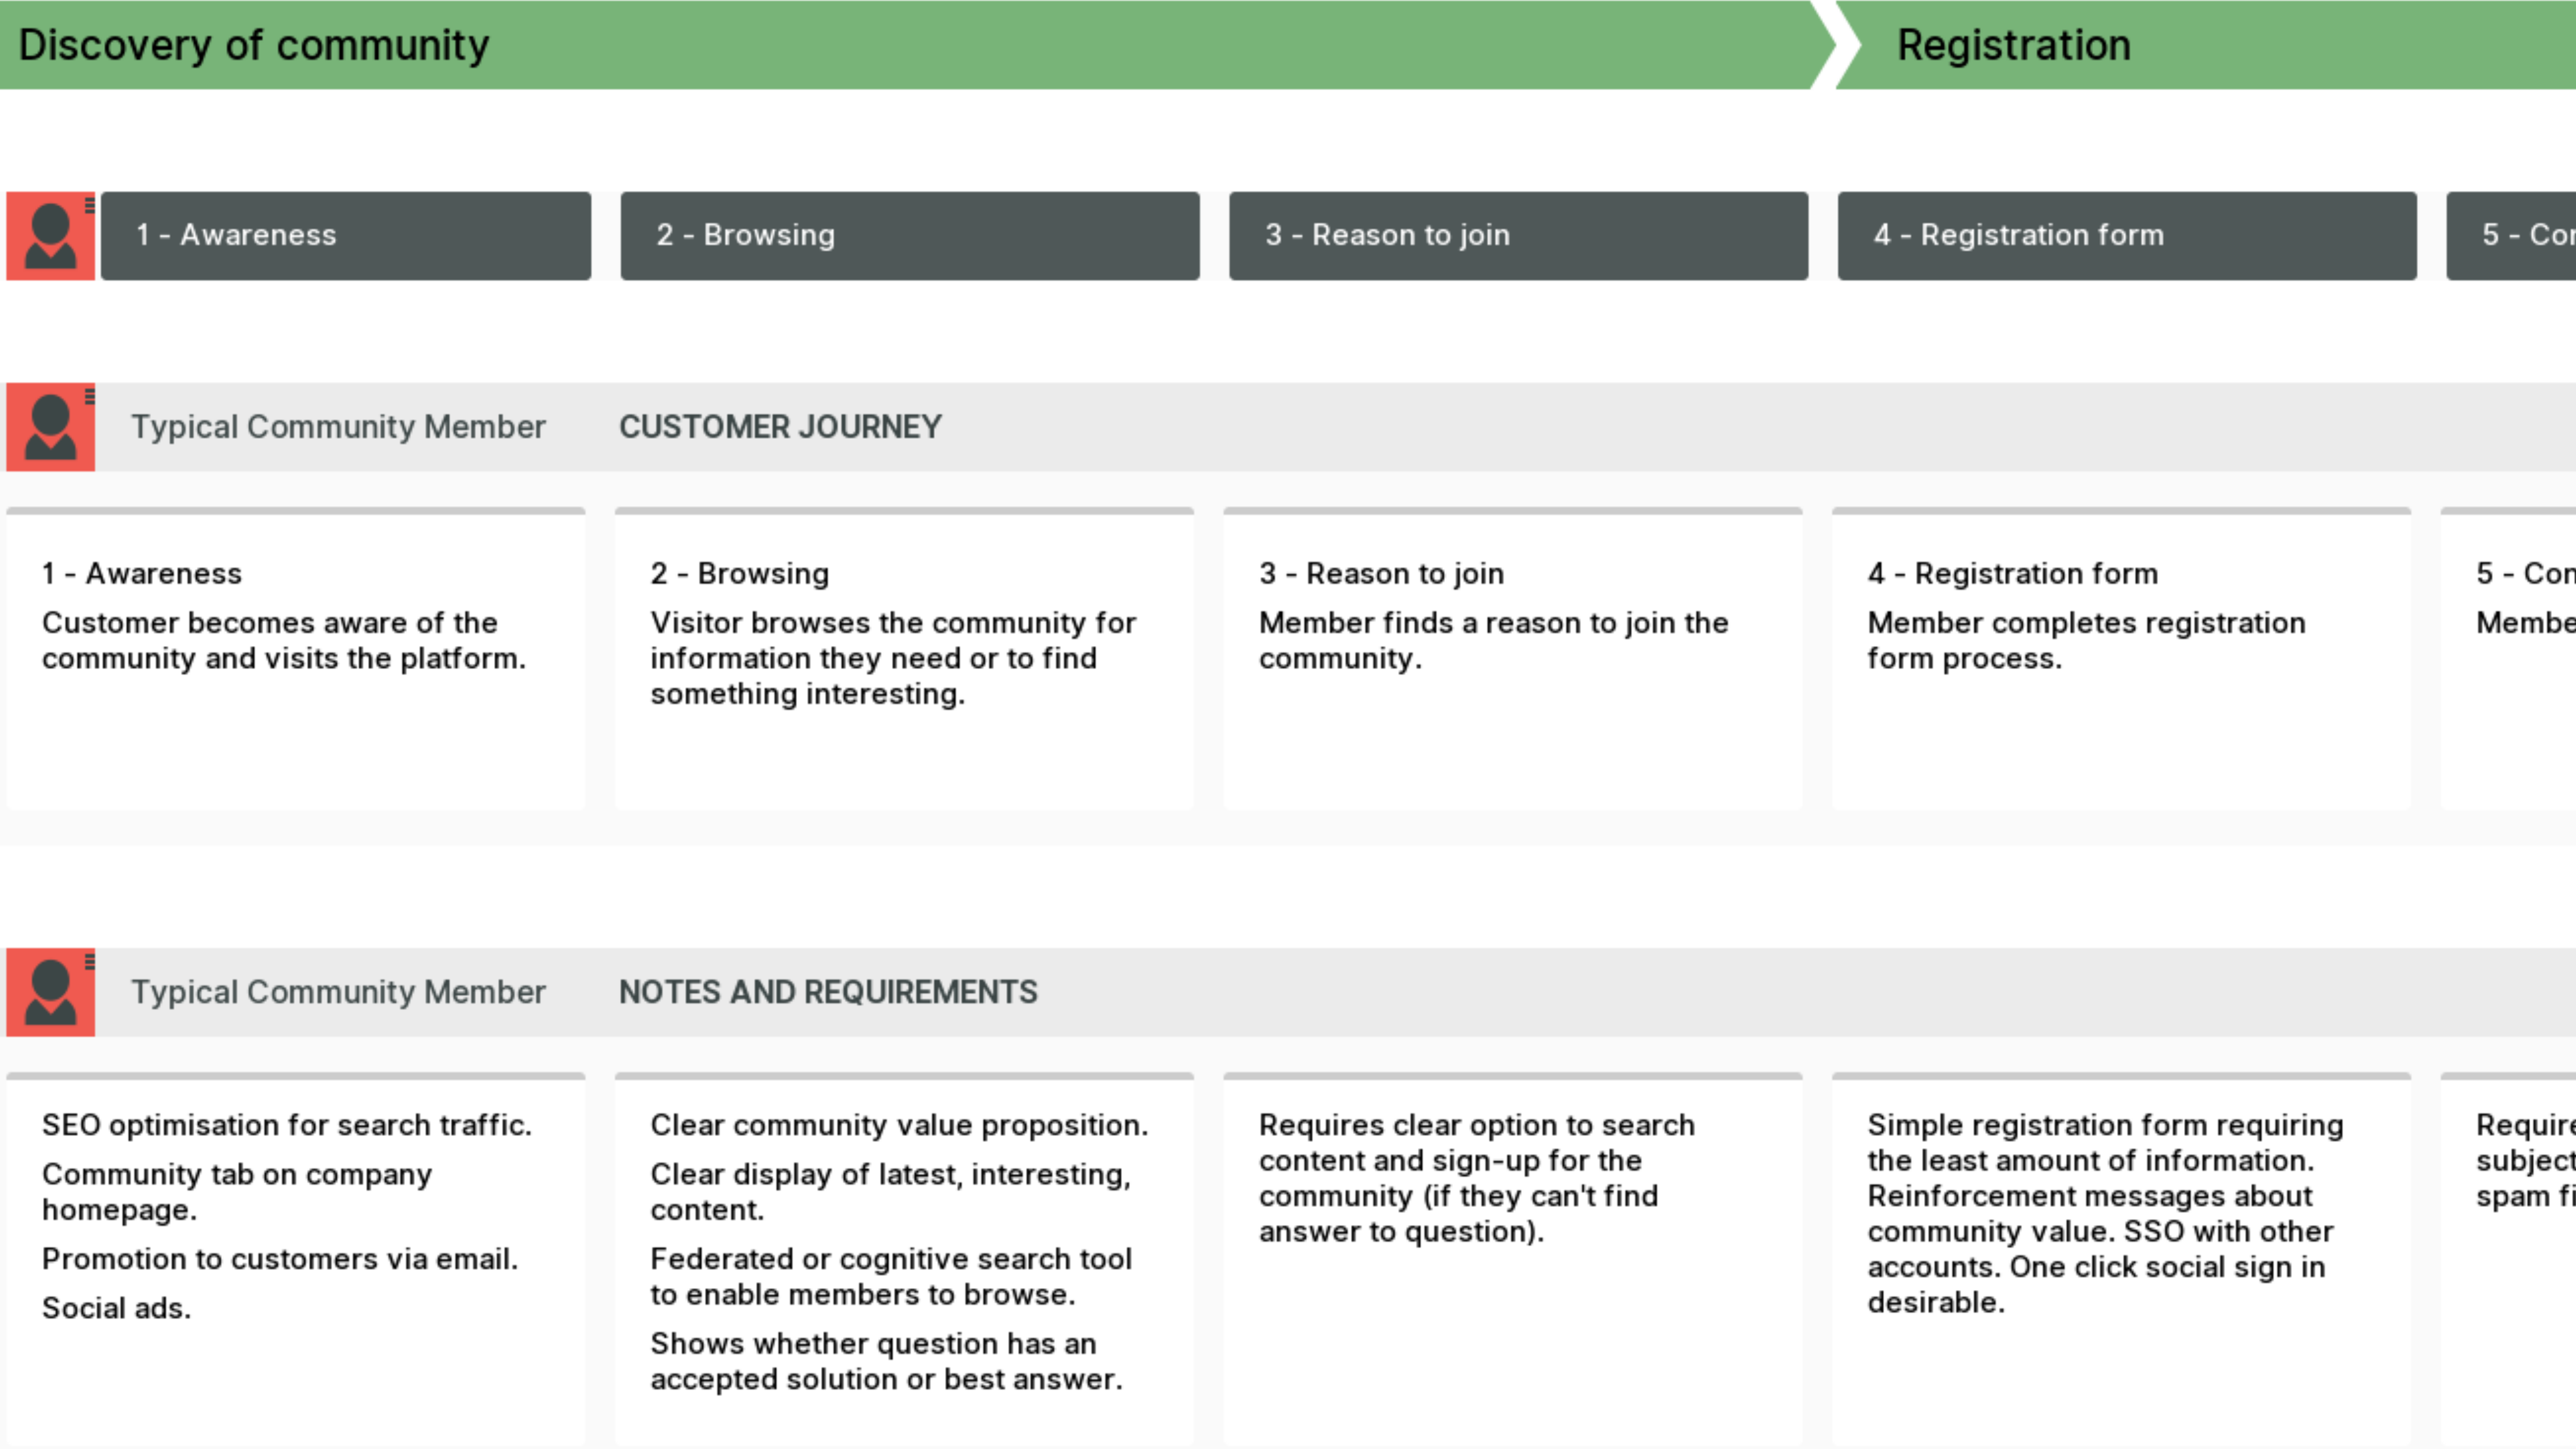 Discovery of community
Registration
1 - Awareness
2 - Browsing
3 - Reason to join
4 - Registration form
5 -
Typical Community Member
CUSTOMER JOURNEY
1 - Awareness
Customer becomes aware of the
community and visits the platform.
2 - Browsing
Visitor browses the community for
information they need or to find
something interesting.
3 - Reason to join
Member finds a reason to join the
community.
4 - Registration form
Member completes registration
form process.
5 -
Typical Community Member
NOTES AND REQUIREMENTS
SEO optimisation for search traffic.
Community tab on company
homepage.
Promotion to customers via email.
Social ads.
Clear community value proposition.
Clear display of latest, interesting,
content.
Federated or cognitive search tool
to enable members to browse.
Shows whether question has an
accepted solution or best answer.
Requires clear option to search
content and sign-up for the
community (if they can't find
answer to question).
Simple registration form requiring
the least amount of information.
Reinforcement messages about
community value. SSO with other
accounts. One click social sign in
desirable.
subject
spam